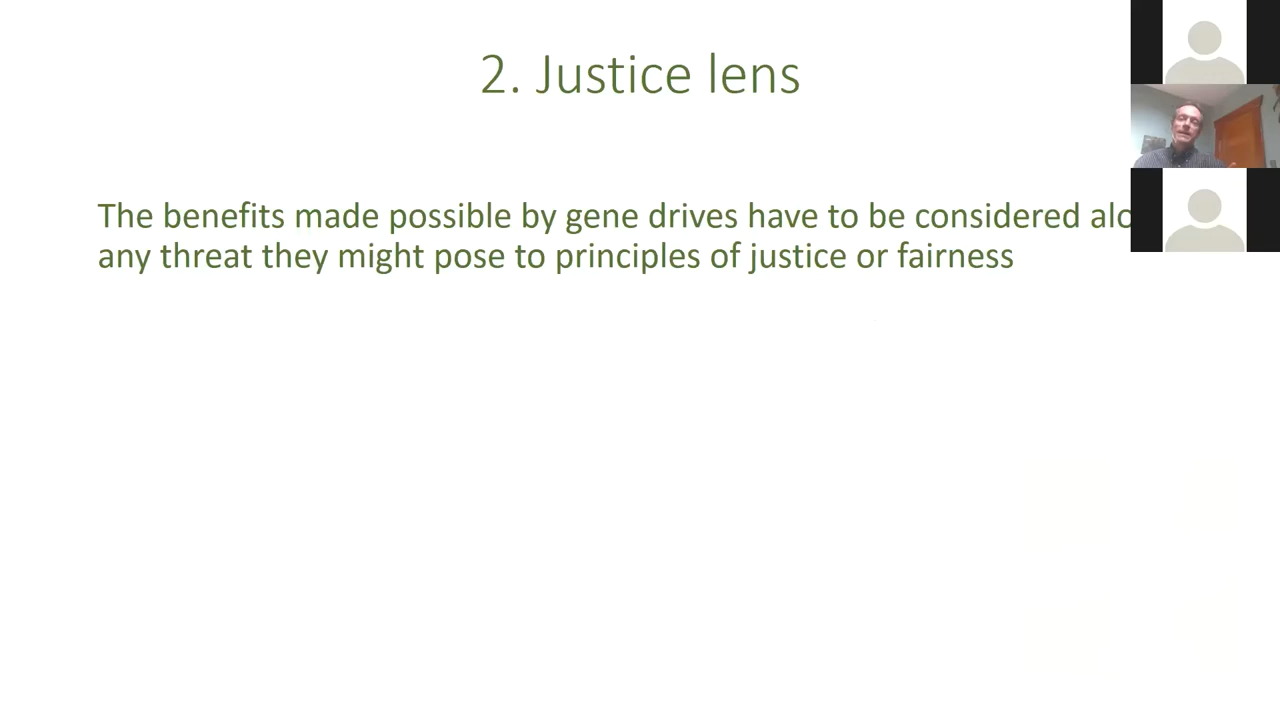 2. Justice lens
The benefits made possible by gene drives have to be considered alo
any threat they might pose to principles of justice or fairness